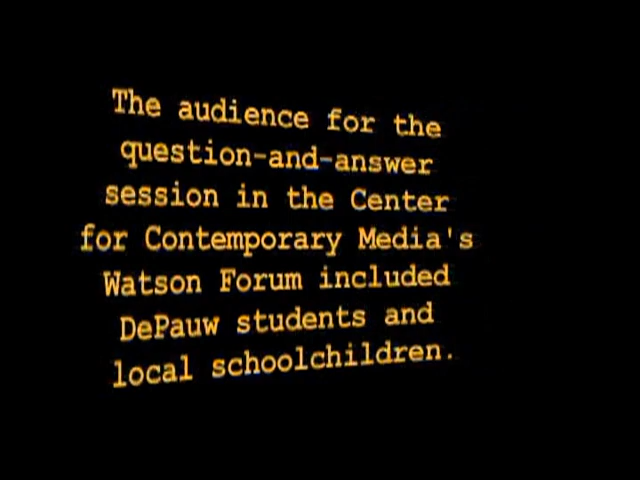 The audience for the
question-and-answer
session in the Center
for Contemporary Media's
Watson Forum included
DePauw students and
local schoolchildren.